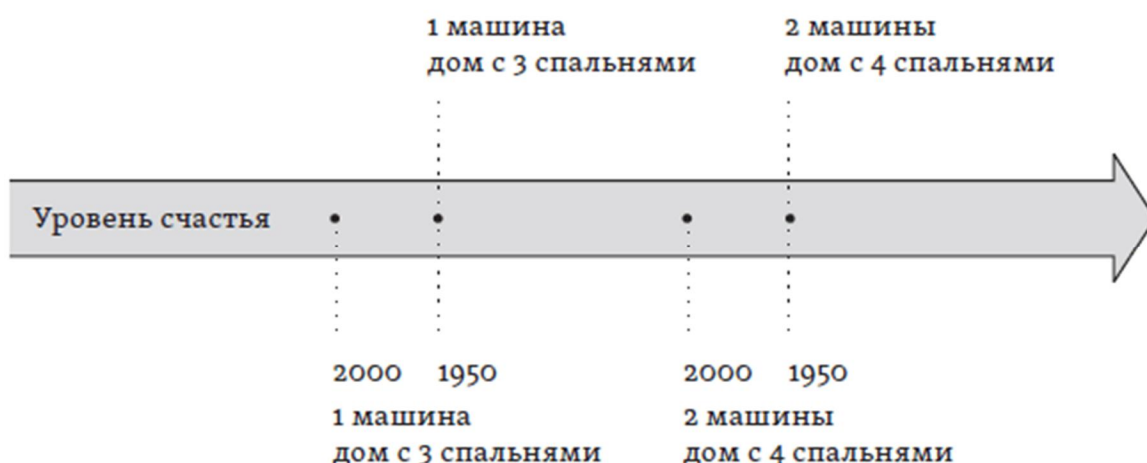 1 машина
дом с 3 спальнями
2 машины
дом с 4 спальнями
Уровень счастья
2000 1950
1 машина
дом с 3 спальнями
2000 1950
2 машины
дом с 4 спальнями